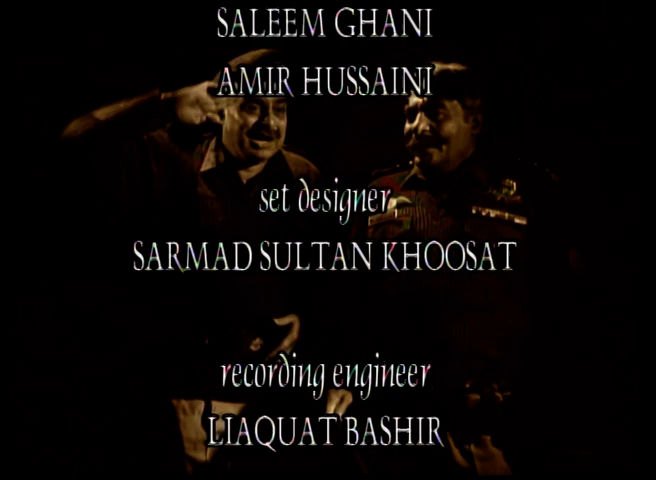 SALEEM GHANI
AMIR HUSSAINI
set designer
SARMAD SULTAN KHOOSAT
recording engineer
LIAQUAT BASHIR